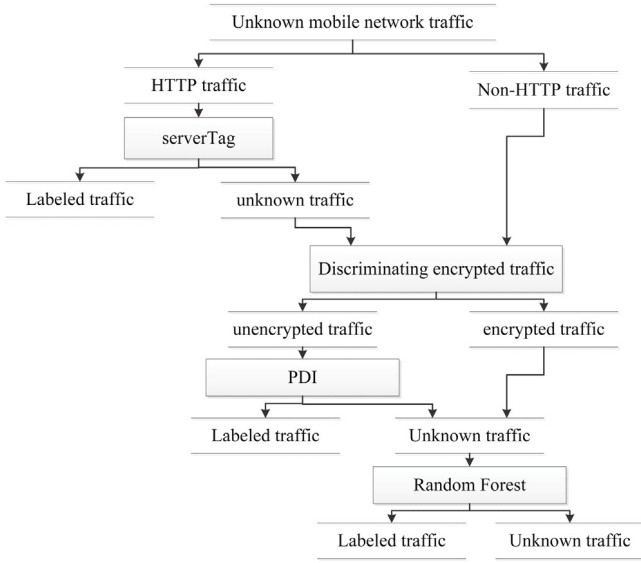 Unknown mobile network traffic
HTTP traffic
Non-HTTP traffic
serverTag
Labeled traffic
unknown traffic
Discriminating encrypted traffic
unencrypted traffic
encrypted traffic
PDI
Labeled traffic
Unknown traffic
Random Forest
Labeled traffic
Unknown traffic